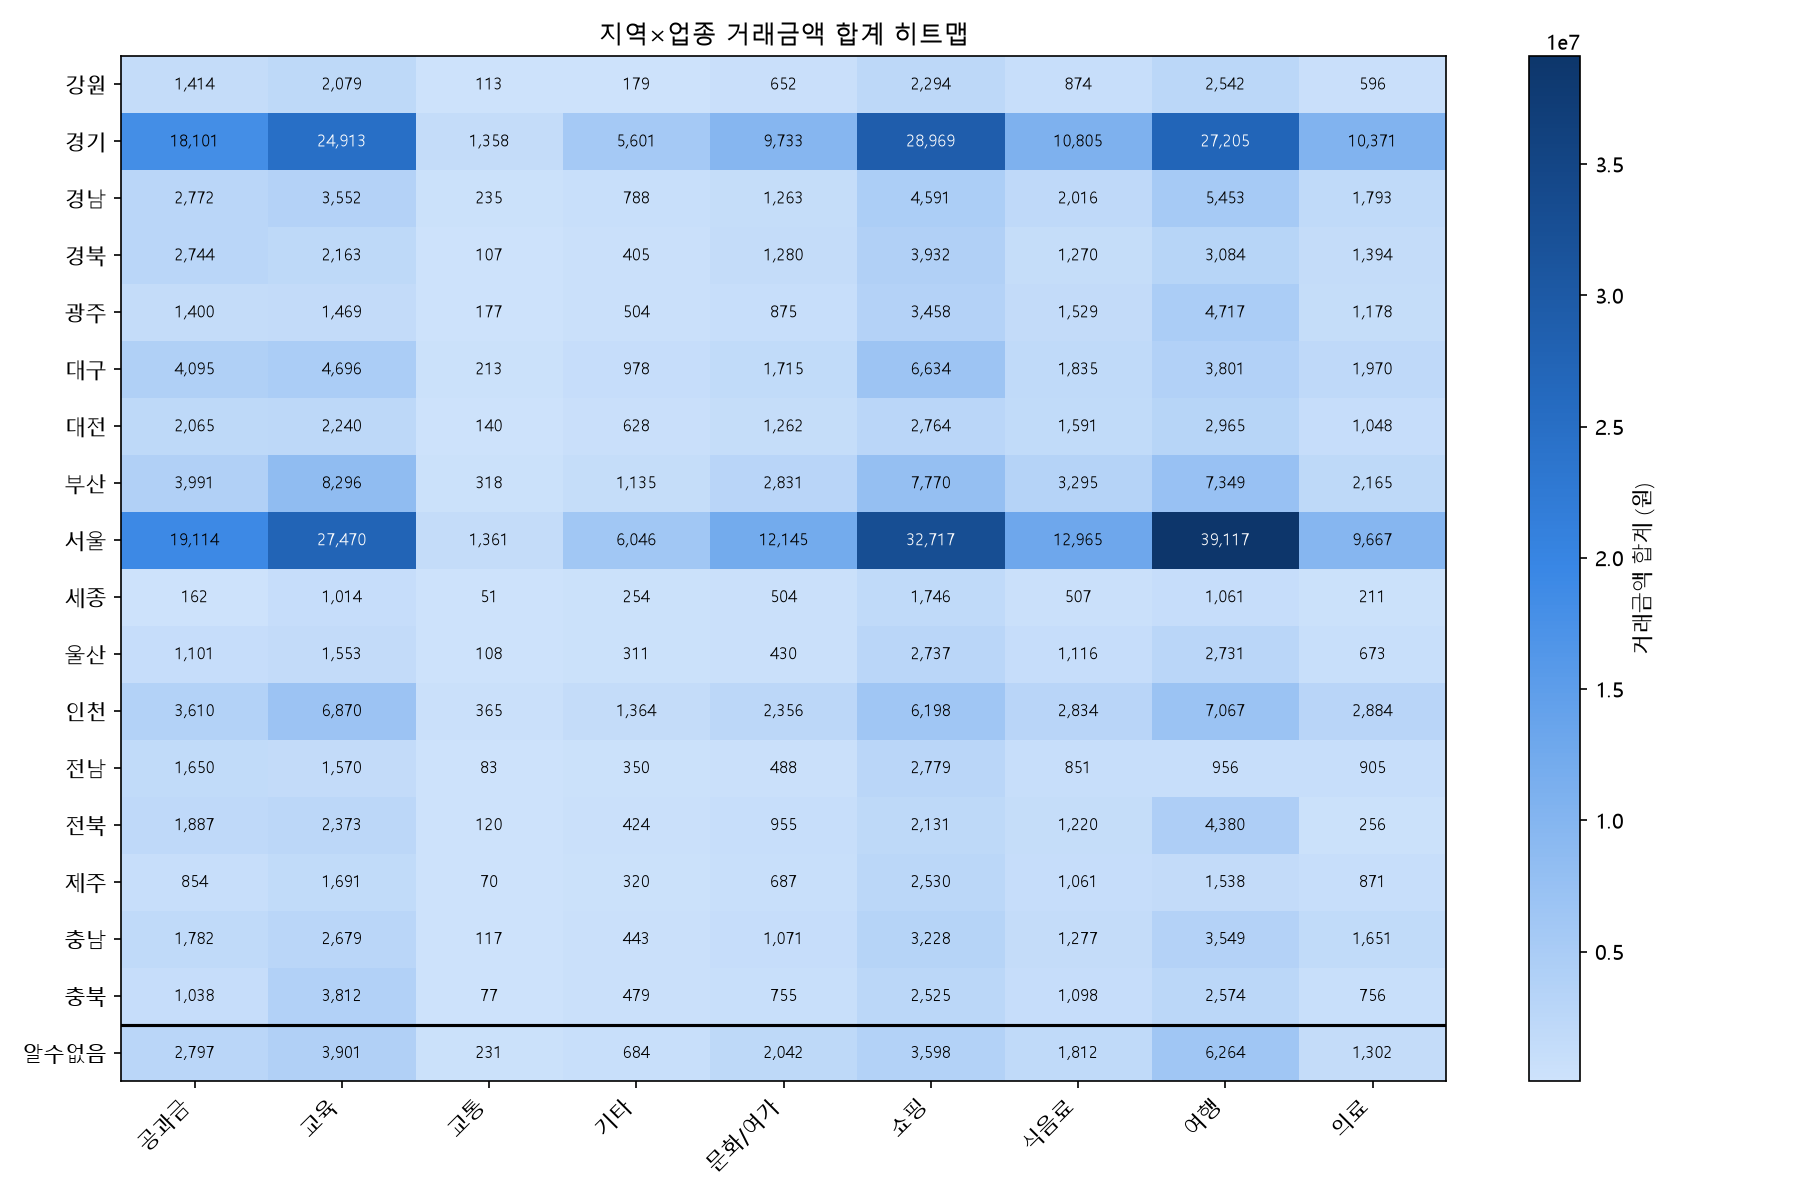 지역×업종 거래금액 합계 히트맵
1e7
강원 1,414 2,079 113 179 652 2,294 874 2,542 596
경기 18,101 24,913 1,358 5,601 9,733 28,969 10,805 27,205 10,371
경남 2,772 3,552 235 788 1,263 4,591 2,016 5,453 1,793
경북 2,744 2,163 107 405 1,280 3,932 1,270 3,084 1,394
광주 1,400 1,469 177 504 875 3,458 1,529 4,717 1,178
대구 4,095 4,696 213 978 1,715 6,634 1,835 3,801 1,970
대전 2,065 2,240 140 628 1,262 2,764 1,591 2,965 1,048
부산 3,991 8,296 318 1,135 2,831 7,770 3,295 7,349 2,165
서울 19,114 27,470 1,361 6,046 12,145 32,717 12,965 39,117 9,667
세종 162 1,014 51 254 504 1,746 507 1,061 211
울산 1,101 1,553 108 311 430 2,737 1,116 2,731 673
인천 3,610 6,870 365 1,364 2,356 6,198 2,834 7,067 2,884
전남 1,650 1,570 83 350 488 2,779 851 956 905
전북 1,887 2,373 120 424 955 2,131 1,220 4,380 256
제주 854 1,691 70 320 687 2,530 1,061 1,538 871
충남 1,782 2,679 117 443 1,071 3,228 1,277 3,549 1,651
충북 1,038 3,812 77 479 755 2,525 1,098 2,574 756
알수없음 2,797 3,901 231 684 2,042 3,598 1,812 6,264 1,302
공과금 교육 교통 기타 문화/여가 쇼핑 식음료 여행 의료
3.5
3.0
2.5
2.0
1.5
1.0
0.5
거래금액 합계 (원)